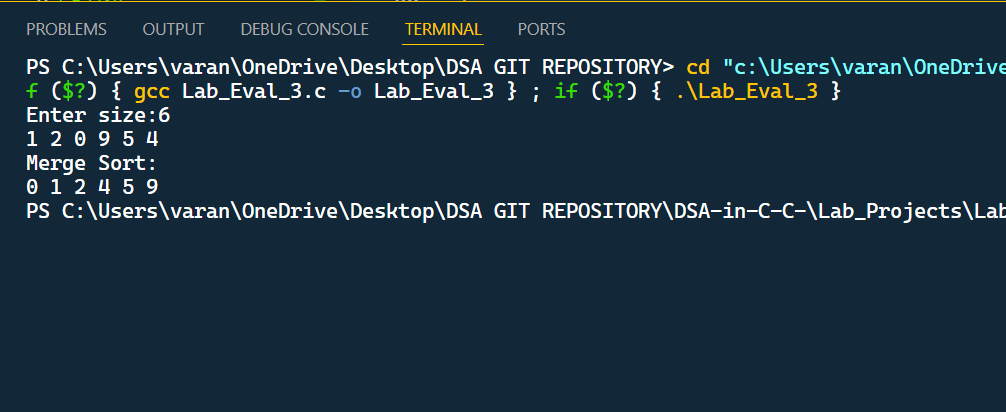 PROBLEMS OUTPUT DEBUG CONSOLE TERMINAL PORTS
PS C:\Users\varan\OneDrive\Desktop\DSA GIT REPOSITORY> cd "c:\Users\varan\OneDrive
f ($?) { gcc Lab_Eval_3.c -o Lab_Eval_3 } ; if ($?) { .\Lab_Eval_3 }
Enter size:6
1 2 0 9 5 4
Merge Sort:
0 1 2 4 5 9
PS C:\Users\varan\OneDrive\Desktop\DSA GIT REPOSITORY\DSA-in-C-C-\Lab_Projects\Lab